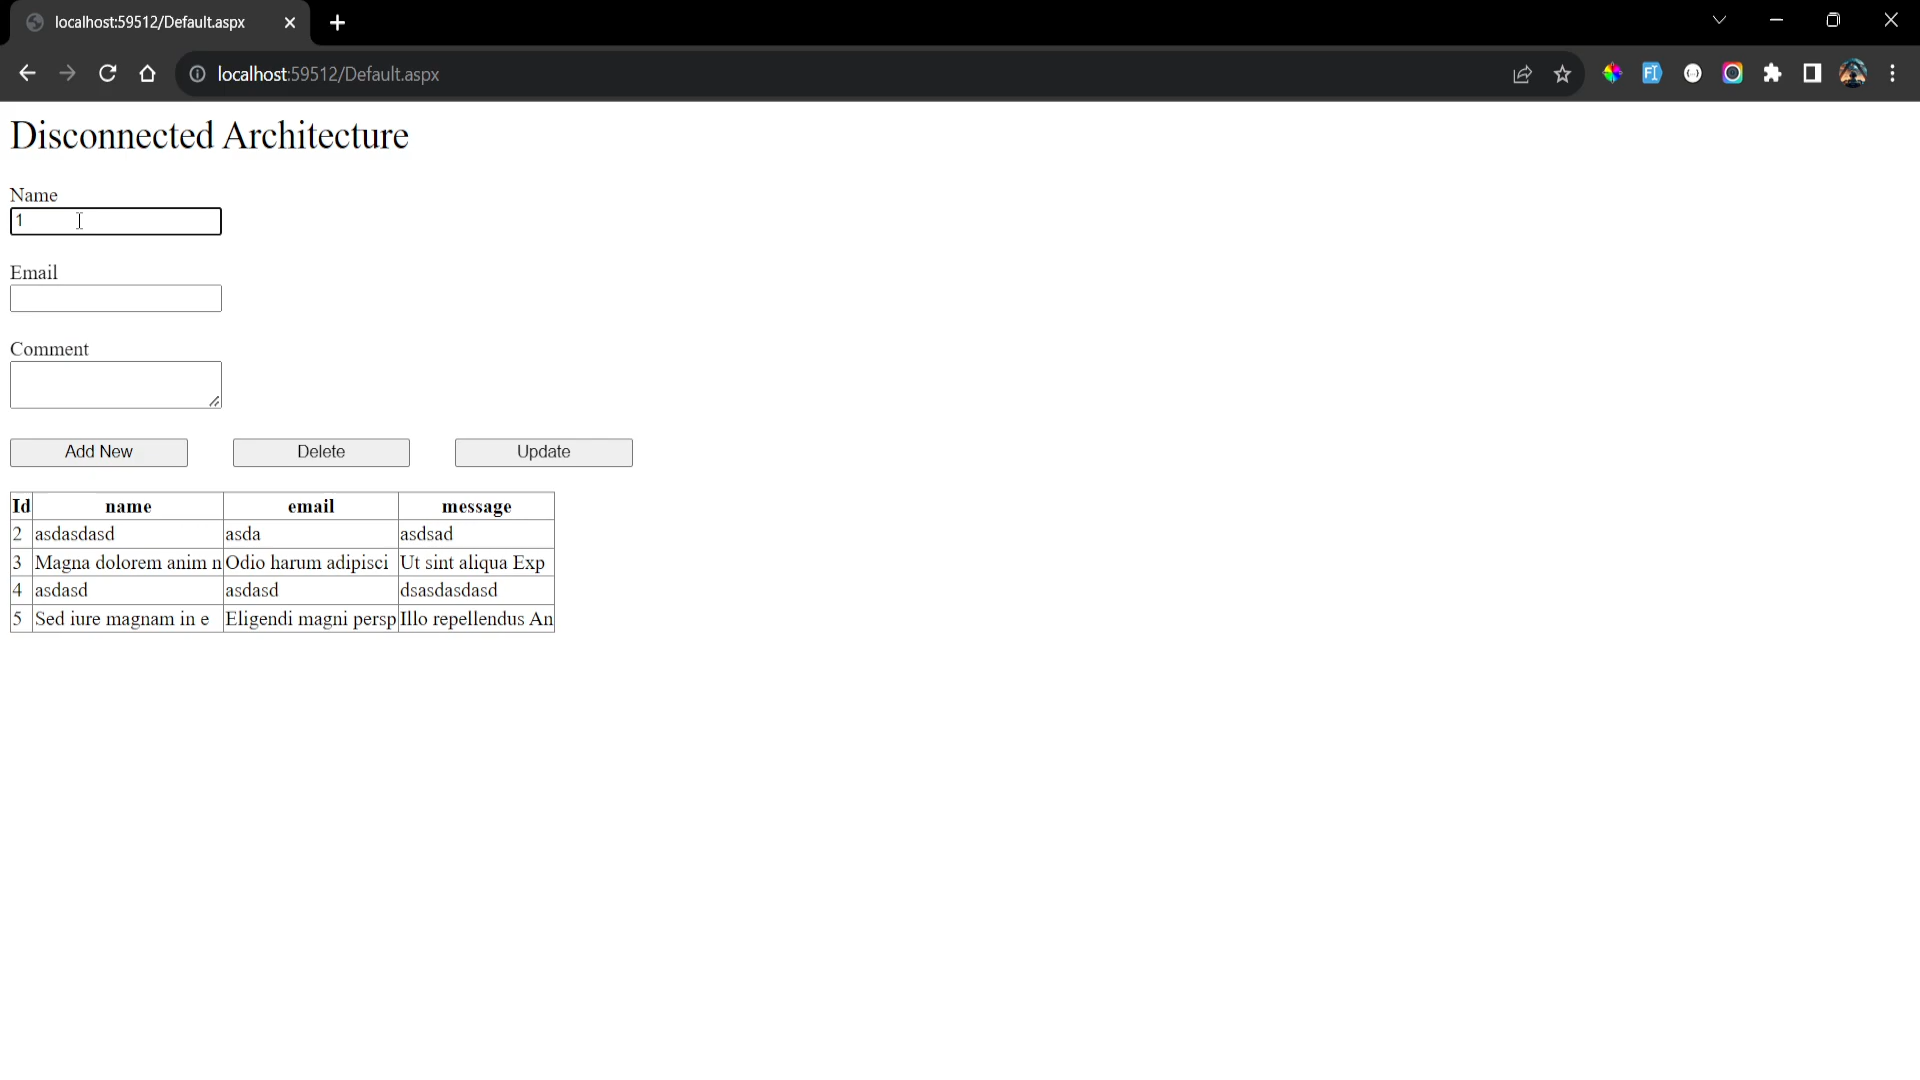 localhost:59512/Default.aspx
localhost:59512/Default.aspx
Disconnected Architecture
Name
1
Email
Comment
Add New Delete Update
Id name email message
2 asdasdasd asda asdsad
3 Magna dolorem anim n Odio harum adipisci Ut sint aliqua Exp
4 asdasd asdasd dsasdasdasd
5 Sed iure magnam in e Eligendi magni persp Illo repellendus An